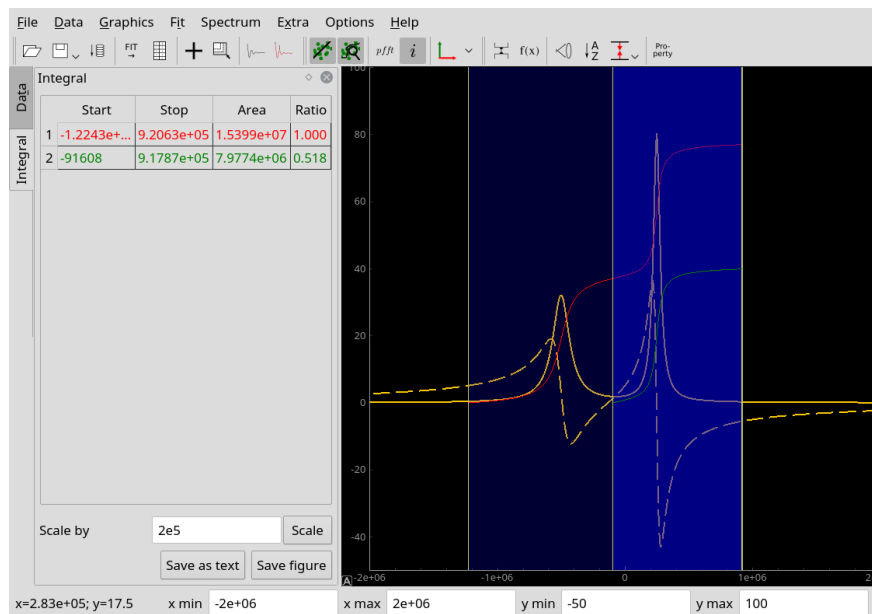 File Data Graphics Fit Spectrum Extra Options Help
FIT pfft i f(x) A Z Pro-
perty
Data
Integral
Integral
Start Stop Area Ratio
1 -1.2243e+... 9.2063e+05 1.5399e+07 1.000
2 -91608 9.1787e+05 7.9774e+06 0.518
Scale by 2e5 Scale
Save as text Save figure
100
80
60
40
20
0
-20
-40
A -2e+06 -1e+06 0 1e+06
x=2.83e+05; y=17.5 x min -2e+06 x max 2e+06 y min -50 y max 100